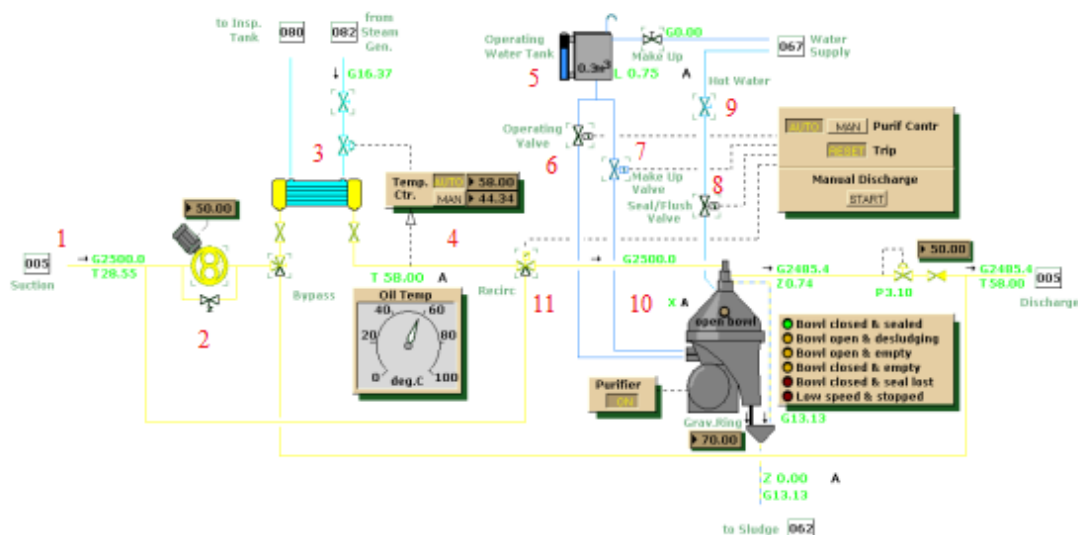 to Insp. Tank
080
082
from Steam Gen.
G16.37
Operating Water Tank
5
0.3m³
L 0.75 A
G0.00
Make Up
067
Water Supply
Hot Water
9
Operating Valve
6
7
Make Up Valve
8
Seal/Flush Valve
AUTO MAN Purif Contr
RESET Trip
Manual Discharge
START
3
Temp. Ctr.
AUTO 58.00
MAN 44.34
4
50.00
1
005
Suction
G2500.0
T28.55
2
Bypass
T 58.00 A
Oil Temp
0 20 40 60 80 100
deg.C
Recirc
11
G2500.0
10
X A
open bowl
G2485.4
Z0.74
50.00
P3.10
G2485.4
T58.00
005
Discharge
Bowl closed & sealed
Bowl open & desludging
Bowl open & empty
Bowl closed & empty
Bowl closed & seal lost
Low speed & stopped
Purifier
ON
Grav.Ring
70.00
G13.13
Z 0.00 A
G13.13
to Sludge 062